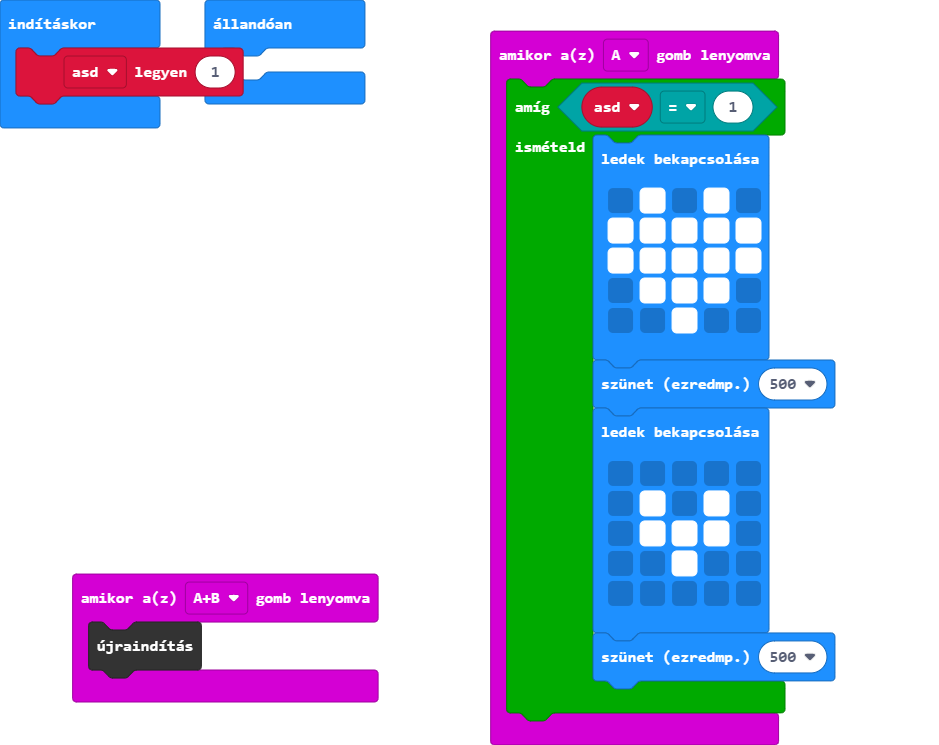 indításkor
asd legyen 1
állandóan
amikor a(z) A gomb lenyomva
amíg asd = 1
ismételd
ledek bekapcsolása
szünet (ezredmp.) 500
ledek bekapcsolása
szünet (ezredmp.) 500
amikor a(z) A+B gomb lenyomva
újraindítás